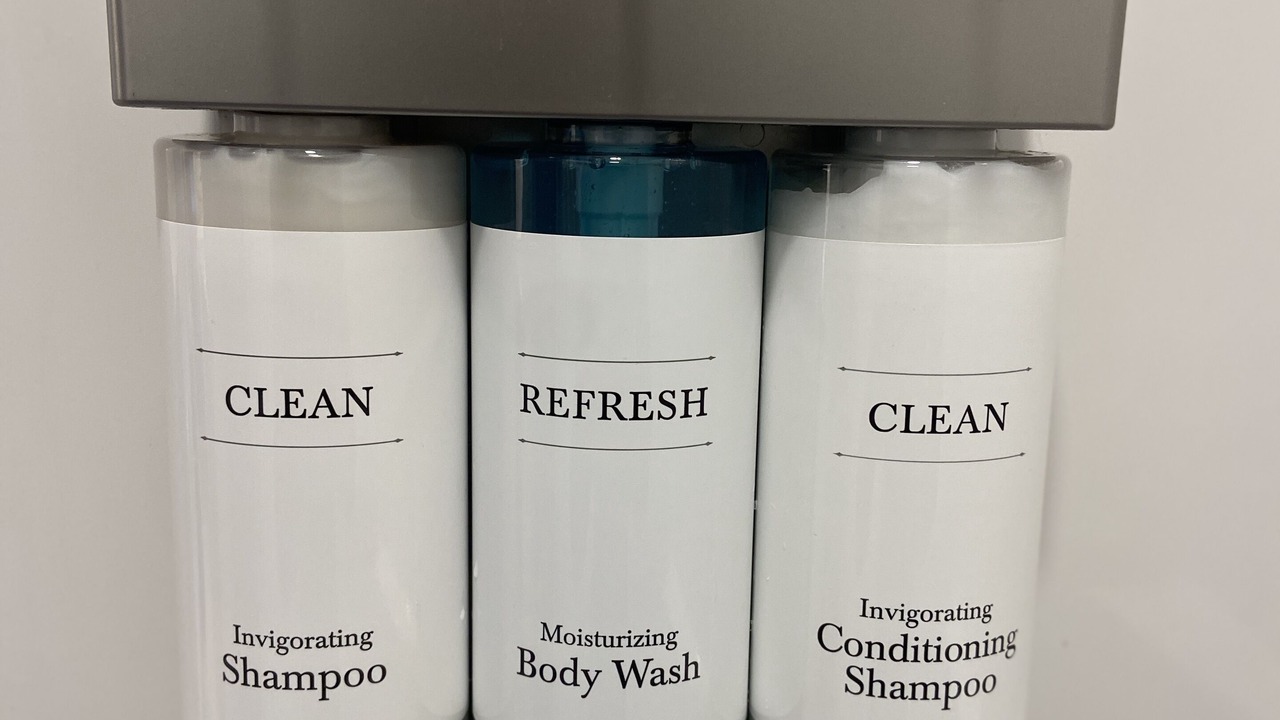 CLEAN
Invigorating
Shampoo
REFRESH
Moisturizing
Body Wash
CLEAN
Invigorating
Conditioning
Shampoo